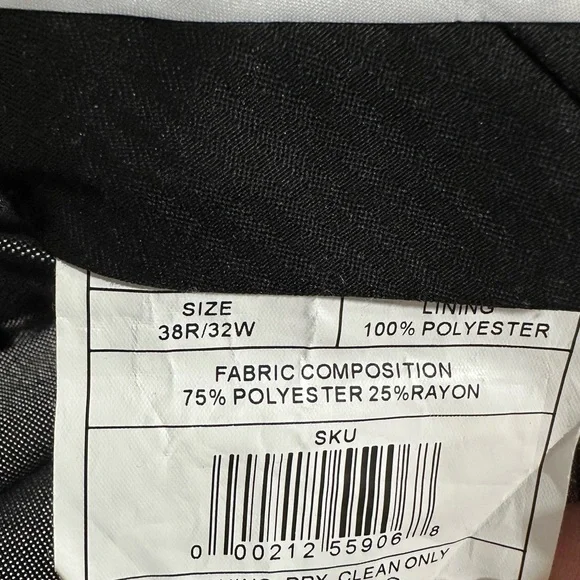 SIZE
38R/32W
LINING
100% POLYESTER
FABRIC COMPOSITION
75% POLYESTER 25%RAYON
SKU
0 00212 55906 8
DRY CLEAN ONLY